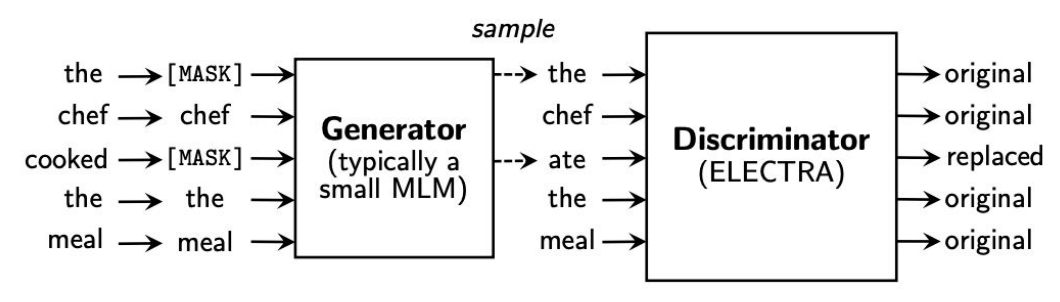 sample
the [MASK] the original
chef chef chef original
cooked [MASK] ate replaced
the the the original
meal meal meal original
Generator
(typically a
small MLM)
Discriminator
(ELECTRA)